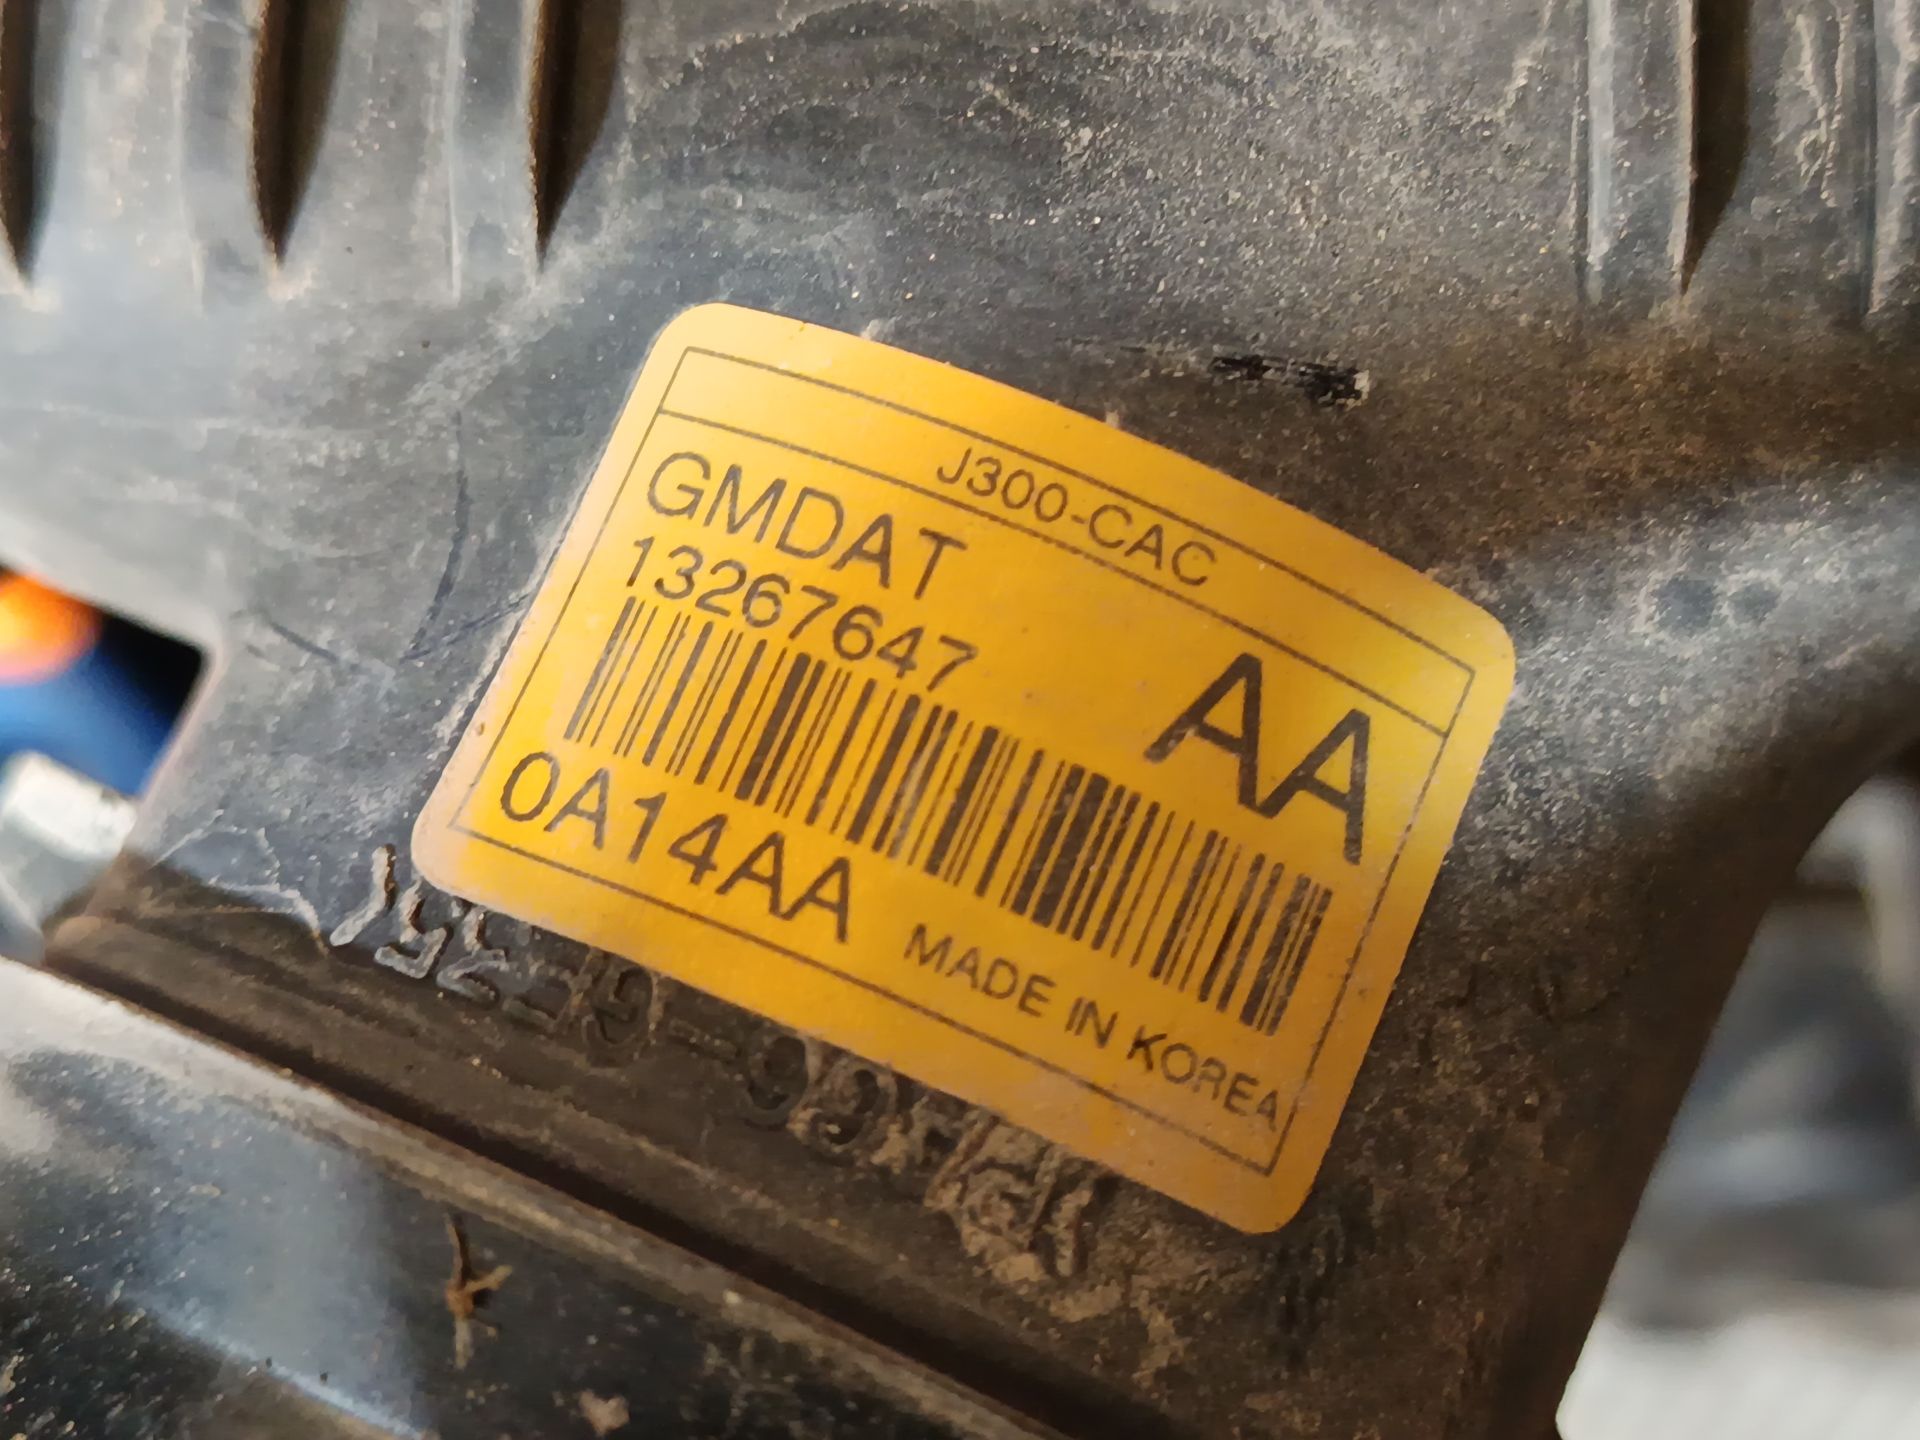 J300-CAC
GMDAT
13267647
AA
0A14AA
MADE IN KOREA